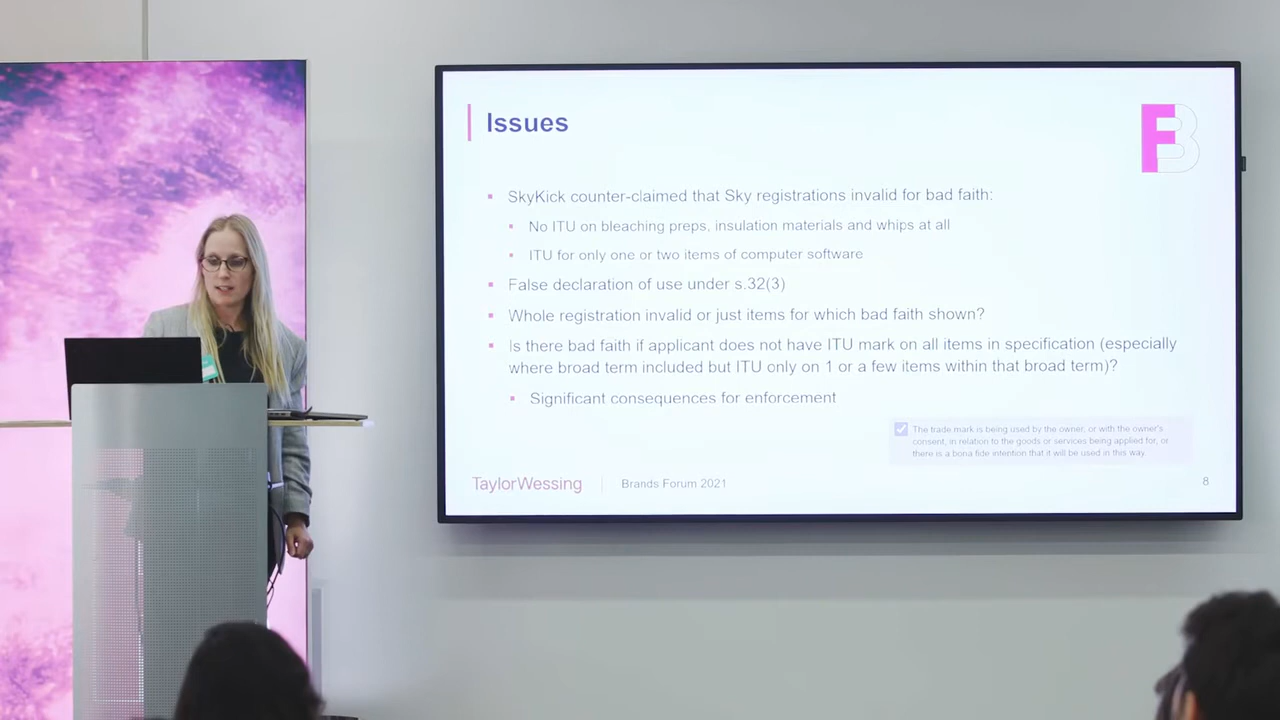 Issues
FB
SkyKick counter-claimed that Sky registrations invalid for bad faith:
No ITU on bleaching preps, insulation materials and whips at all
ITU for only one or two items of computer software
False declaration of use under s.32(3)
Whole registration invalid or just items for which bad faith shown?
Is there bad faith if applicant does not have ITU mark on all items in specification (especially
where broad term included but ITU only on 1 or a few items within that broad term)?
Significant consequences for enforcement
The trade mark is being used by the owner, or with the owner's
consent, in relation to the goods or services being applied for, or
there is a bona fide intention that it will be used in this way.
TaylorWessing
Brands Forum 2021
8